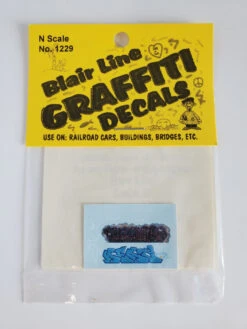 N Scale
No. 1229
Blair Line
GRAFFITI
DECALS
USE ON: RAILROAD CARS, BUILDINGS, BRIDGES, ETC.